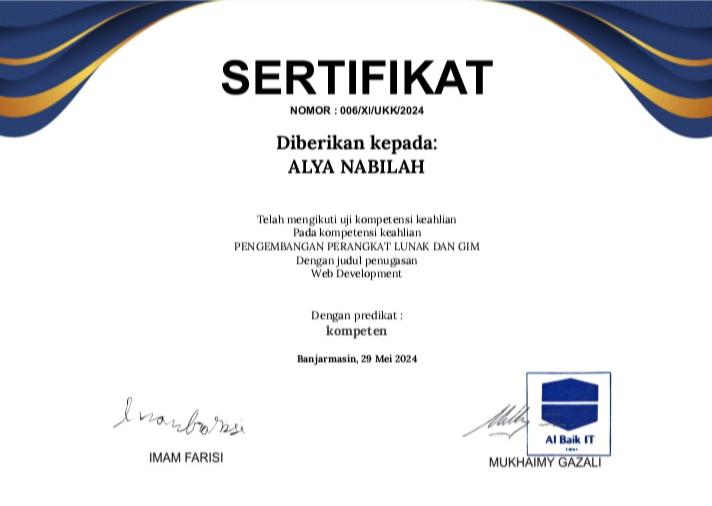 SERTIFIKAT
NOMOR : 006/XI/UKK/2024
Diberikan kepada:
ALYA NABILAH
Telah mengikuti uji kompetensi keahlian
Pada kompetensi keahlian
PENGEMBANGAN PERANGKAT LUNAK DAN GIM
Dengan judul penugasan
Web Development
Dengan predikat :
kompeten
Banjarmasin, 29 Mei 2024
Al Baik IT
IMAM FARISI
MUKHAIMY GAZALI